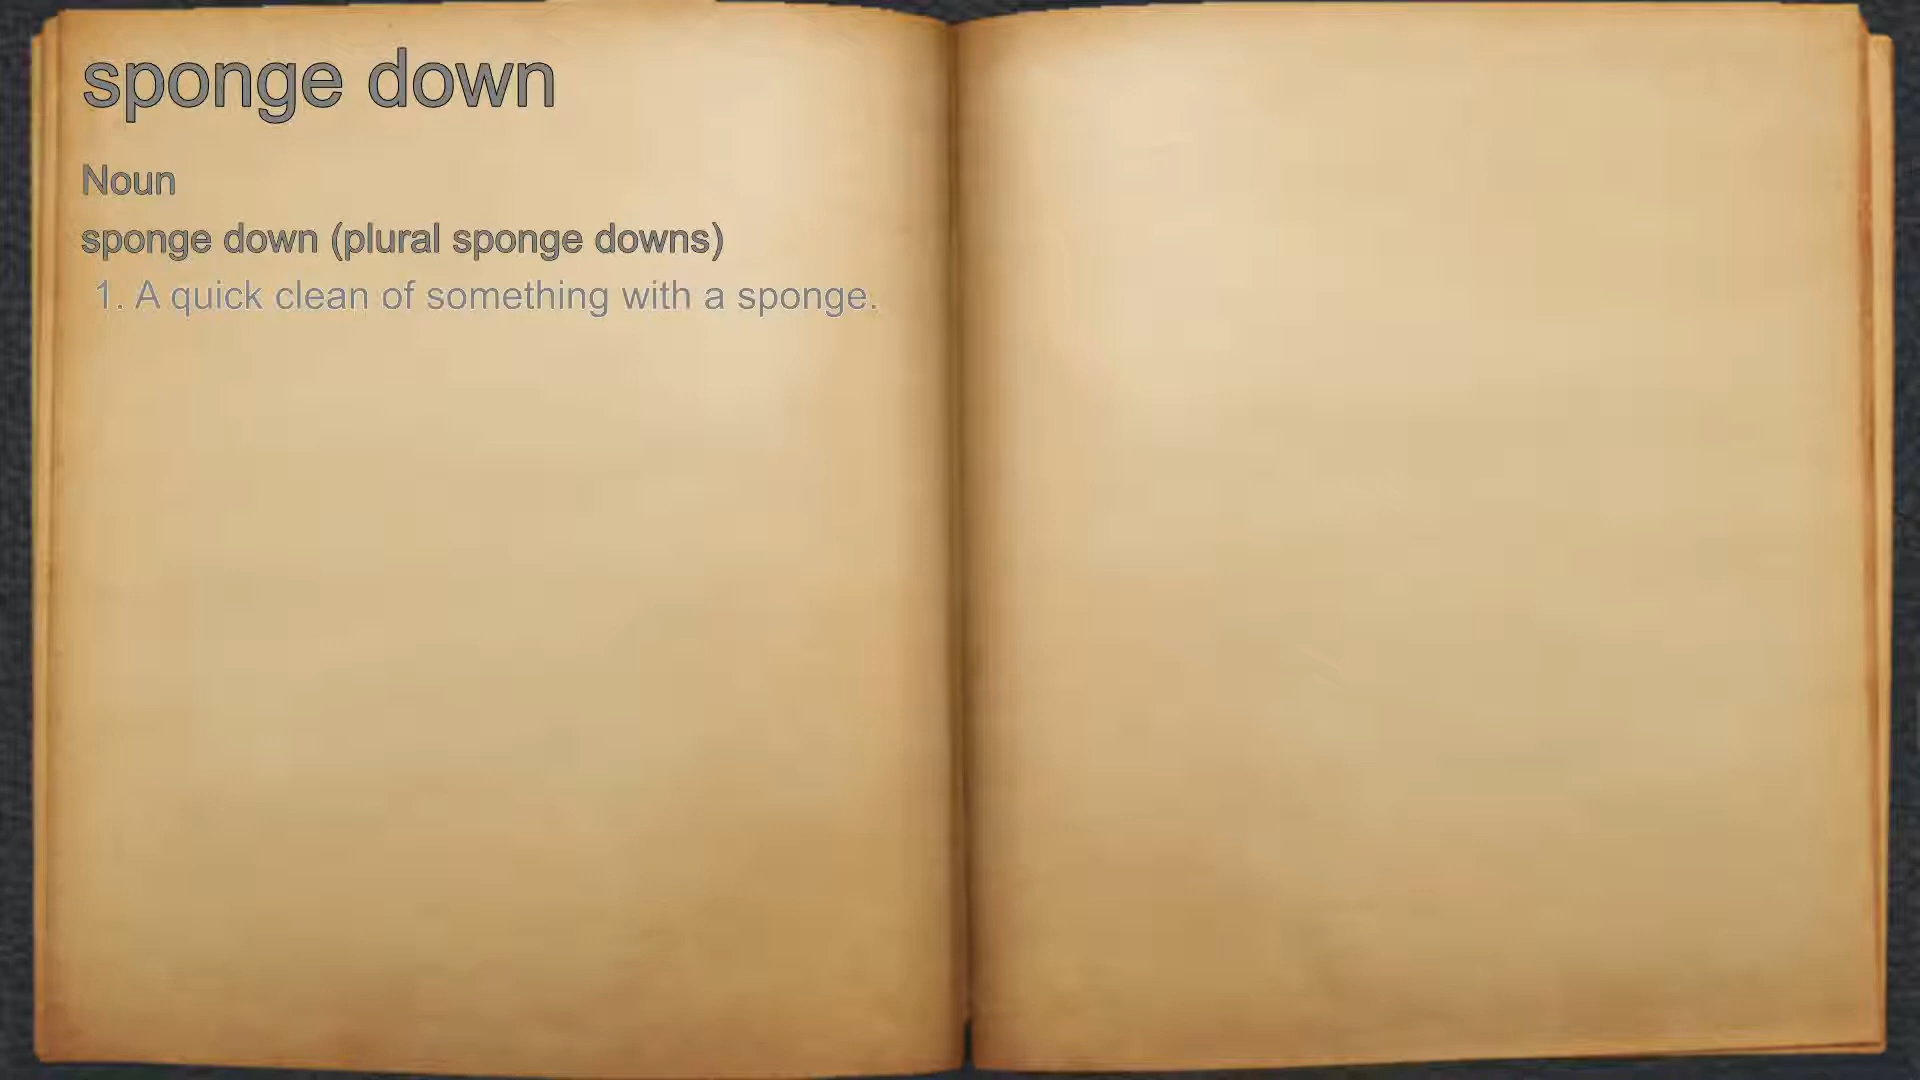 sponge down
Noun
sponge down (plural sponge downs)
1. A quick clean of something with a sponge.